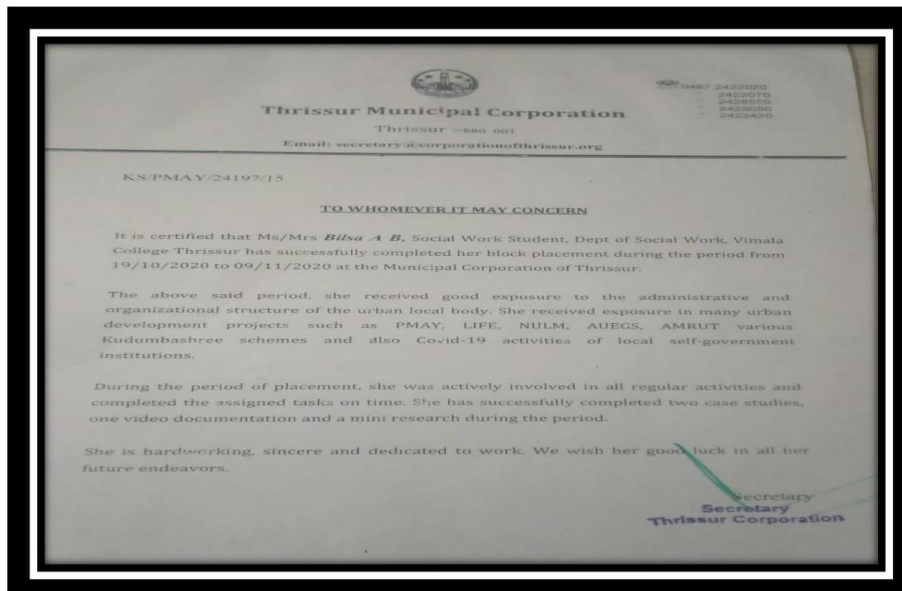 0487 2422020
2422070
Thrissur Municipal Corporation
Thrissur –680 001
Email: secretary@corporationofthrissur.org
KS/PMAY/24197/15
TO WHOMEVER IT MAY CONCERN
It is certified that Ms/Mrs Bilsa A B, Social Work Student, Dept of Social Work, Vimala
College Thrissur has successfully completed her block placement during the period from
19/10/2020 to 09/11/2020 at the Municipal Corporation of Thrissur.
The above said period, she received good exposure to the administrative and
organizational structure of the urban local body. She received exposure in many urban
development projects such as PMAY, LIFE, NULM, AUEGS, AMRUT various
Kudumbashree schemes and also Covid-19 activities of local self-government
institutions.
During the period of placement, she was actively involved in all regular activities and
completed the assigned tasks on time. She has successfully completed two case studies,
one video documentation and a mini research during the period.
She is hardworking, sincere and dedicated to work. We wish her good luck in all her
future endeavors.
Secretary
Secretary
Thrissur Corporation